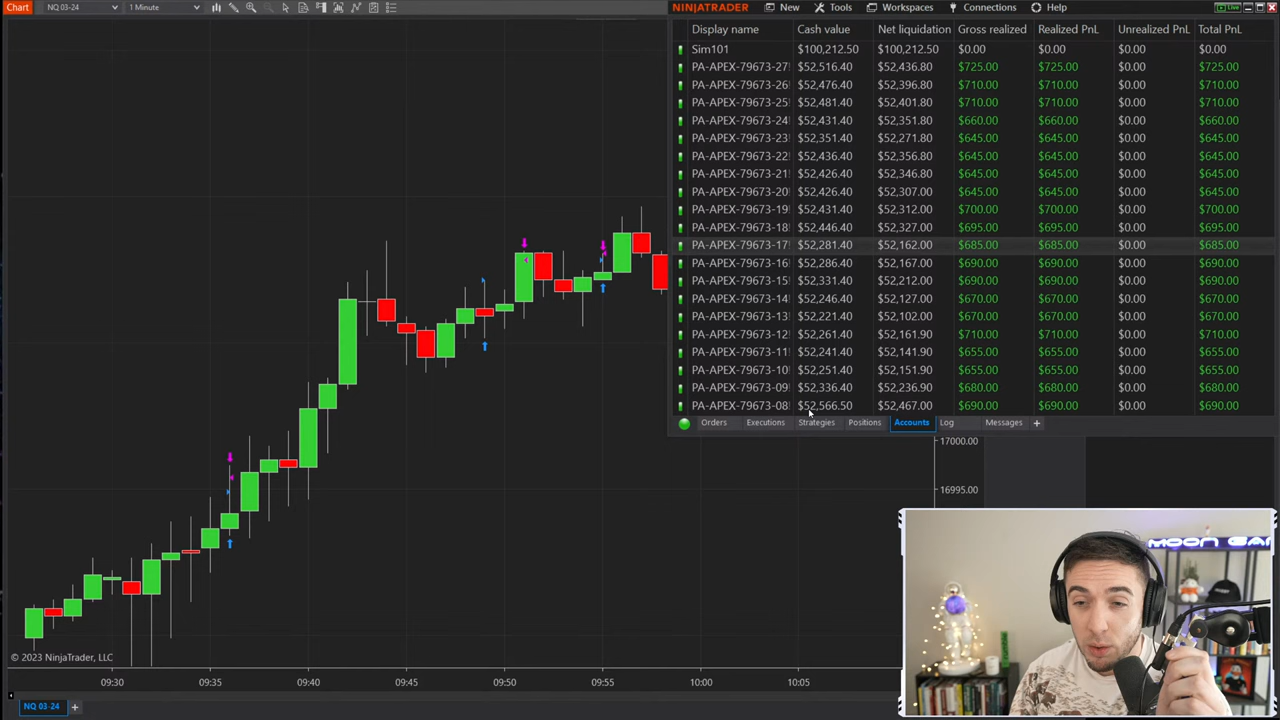 Chart NQ 03-24 1 Minute
NINJATRADER New Tools Workspaces Connections Help Live
Display name Cash value Net liquidation Gross realized Realized PnL Unrealized PnL Total PnL
Sim101 $100,212.50 $100,212.50 $0.00 $0.00 $0.00 $0.00
PA-APEX-79673-27 $52,516.40 $52,436.80 $725.00 $725.00 $0.00 $725.00
PA-APEX-79673-26 $52,476.40 $52,396.80 $710.00 $710.00 $0.00 $710.00
PA-APEX-79673-25 $52,481.40 $52,401.80 $710.00 $710.00 $0.00 $710.00
PA-APEX-79673-24 $52,431.40 $52,351.80 $660.00 $660.00 $0.00 $660.00
PA-APEX-79673-23 $52,351.40 $52,271.80 $645.00 $645.00 $0.00 $645.00
PA-APEX-79673-22 $52,436.40 $52,356.80 $645.00 $645.00 $0.00 $645.00
PA-APEX-79673-21 $52,426.40 $52,346.80 $645.00 $645.00 $0.00 $645.00
PA-APEX-79673-20 $52,426.40 $52,307.00 $645.00 $645.00 $0.00 $645.00
PA-APEX-79673-19 $52,431.40 $52,312.00 $700.00 $700.00 $0.00 $700.00
PA-APEX-79673-18 $52,446.40 $52,327.00 $695.00 $695.00 $0.00 $695.00
PA-APEX-79673-17 $52,281.40 $52,162.00 $685.00 $685.00 $0.00 $685.00
PA-APEX-79673-16 $52,286.40 $52,167.00 $690.00 $690.00 $0.00 $690.00
PA-APEX-79673-15 $52,331.40 $52,212.00 $690.00 $690.00 $0.00 $690.00
PA-APEX-79673-14 $52,246.40 $52,127.00 $670.00 $670.00 $0.00 $670.00
PA-APEX-79673-13 $52,221.40 $52,102.00 $670.00 $670.00 $0.00 $670.00
PA-APEX-79673-12 $52,261.40 $52,161.90 $710.00 $710.00 $0.00 $710.00
PA-APEX-79673-11 $52,241.40 $52,141.90 $655.00 $655.00 $0.00 $655.00
PA-APEX-79673-10 $52,251.40 $52,151.90 $655.00 $655.00 $0.00 $655.00
PA-APEX-79673-09 $52,336.40 $52,236.90 $680.00 $680.00 $0.00 $680.00
PA-APEX-79673-08 $52,566.50 $52,467.00 $690.00 $690.00 $0.00 $690.00
Orders Executions Strategies Positions Accounts Log Messages +
17000.00
16995.00
MOON GA
© 2023 NinjaTrader, LLC
09:30 09:35 09:40 09:45 09:50 09:55 10:00 10:05
NQ 03-24 +